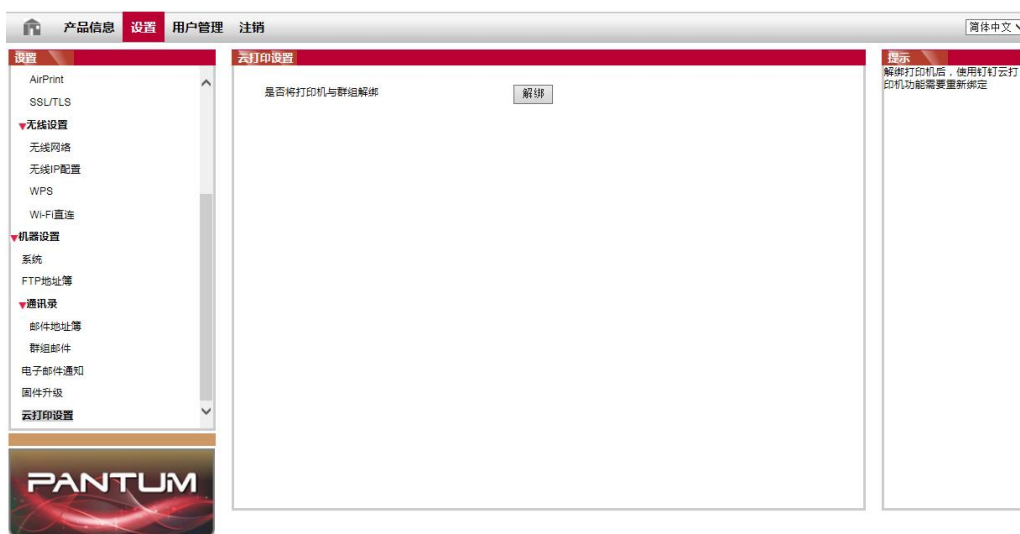 产品信息 设置 用户管理 注销 简体中文
设置
AirPrint
SSL/TLS
无线设置
无线网络
无线IP配置
WPS
Wi-Fi直连
机器设置
系统
FTP地址簿
通讯录
邮件地址簿
群组邮件
电子邮件通知
固件升级
云打印设置
PANTUM
云打印设置
是否将打印机与群组解绑 解绑
提示
解绑打印机后，使用钉钉云打
印机功能需要重新绑定